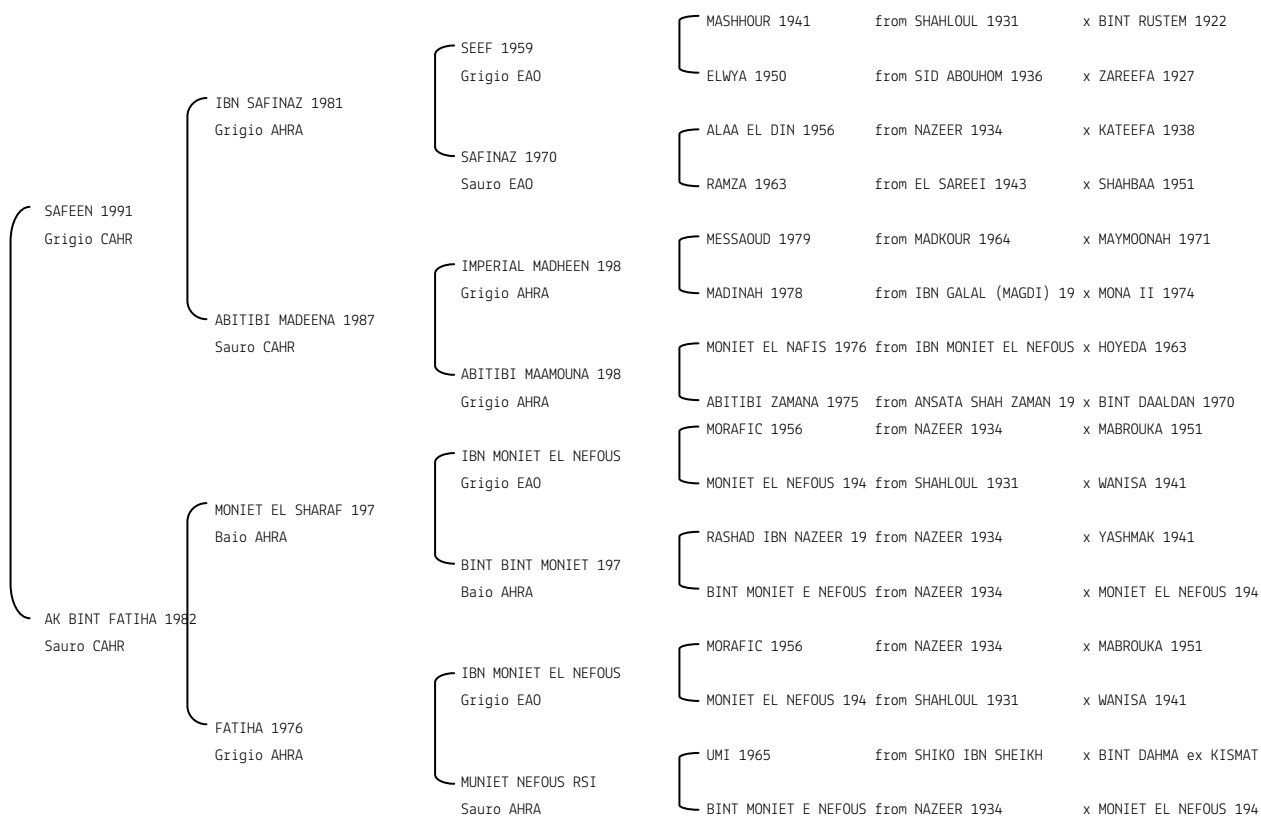 MASHHOUR 1941 from SHAHLOUL 1931 x BINT RUSTEM 1922
SEEF 1959
Grigio EAO
ELWYA 1950 from SID ABOUHOM 1936 x ZAREEFA 1927
IBN SAFINAZ 1981
Grigio AHRA
ALAA EL DIN 1956 from NAZEER 1934 x KATEEFA 1938
SAFINAZ 1970
Sauro EAO
RAMZA 1963 from EL SAREEI 1943 x SHAHBAA 1951
SAFEEN 1991
Grigio CAHR
MESSAOUD 1979 from MADKOUR 1964 x MAYMOONAH 1971
IMPERIAL MADHEEN 198
Grigio AHRA
MADINAH 1978 from IBN GALAL (MAGDI) 19 x MONA II 1974
ABITIBI MADEENA 1987
Sauro CAHR
MONIET EL NAFIS 1976 from IBN MONIET EL NEFOUS x HOYEDA 1963
ABITIBI MAAMOUNA 198
Grigio AHRA
ABITIBI ZAMANA 1975 from ANSATA SHAH ZAMAN 19 x BINT DAALDAN 1970
MORAFIC 1956 from NAZEER 1934 x MABROUKA 1951
IBN MONIET EL NEFOUS
Grigio EAO
MONIET EL NEFOUS 194 from SHAHLOUL 1931 x WANISA 1941
MONIET EL SHARAF 197
Baio AHRA
RASHAD IBN NAZEER 19 from NAZEER 1934 x YASHMAK 1941
BINT BINT MONIET 197
Baio AHRA
BINT MONIET E NEFOUS from NAZEER 1934 x MONIET EL NEFOUS 194
AK BINT FATIHA 1982
Sauro CAHR
MORAFIC 1956 from NAZEER 1934 x MABROUKA 1951
IBN MONIET EL NEFOUS
Grigio EAO
MONIET EL NEFOUS 194 from SHAHLOUL 1931 x WANISA 1941
FATIHA 1976
Grigio AHRA
UMI 1965 from SHIKO IBN SHEIKH x BINT DAHMA ex KISMAT
MUNIET NEFOUS RSI
Sauro AHRA
BINT MONIET E NEFOUS from NAZEER 1934 x MONIET EL NEFOUS 194